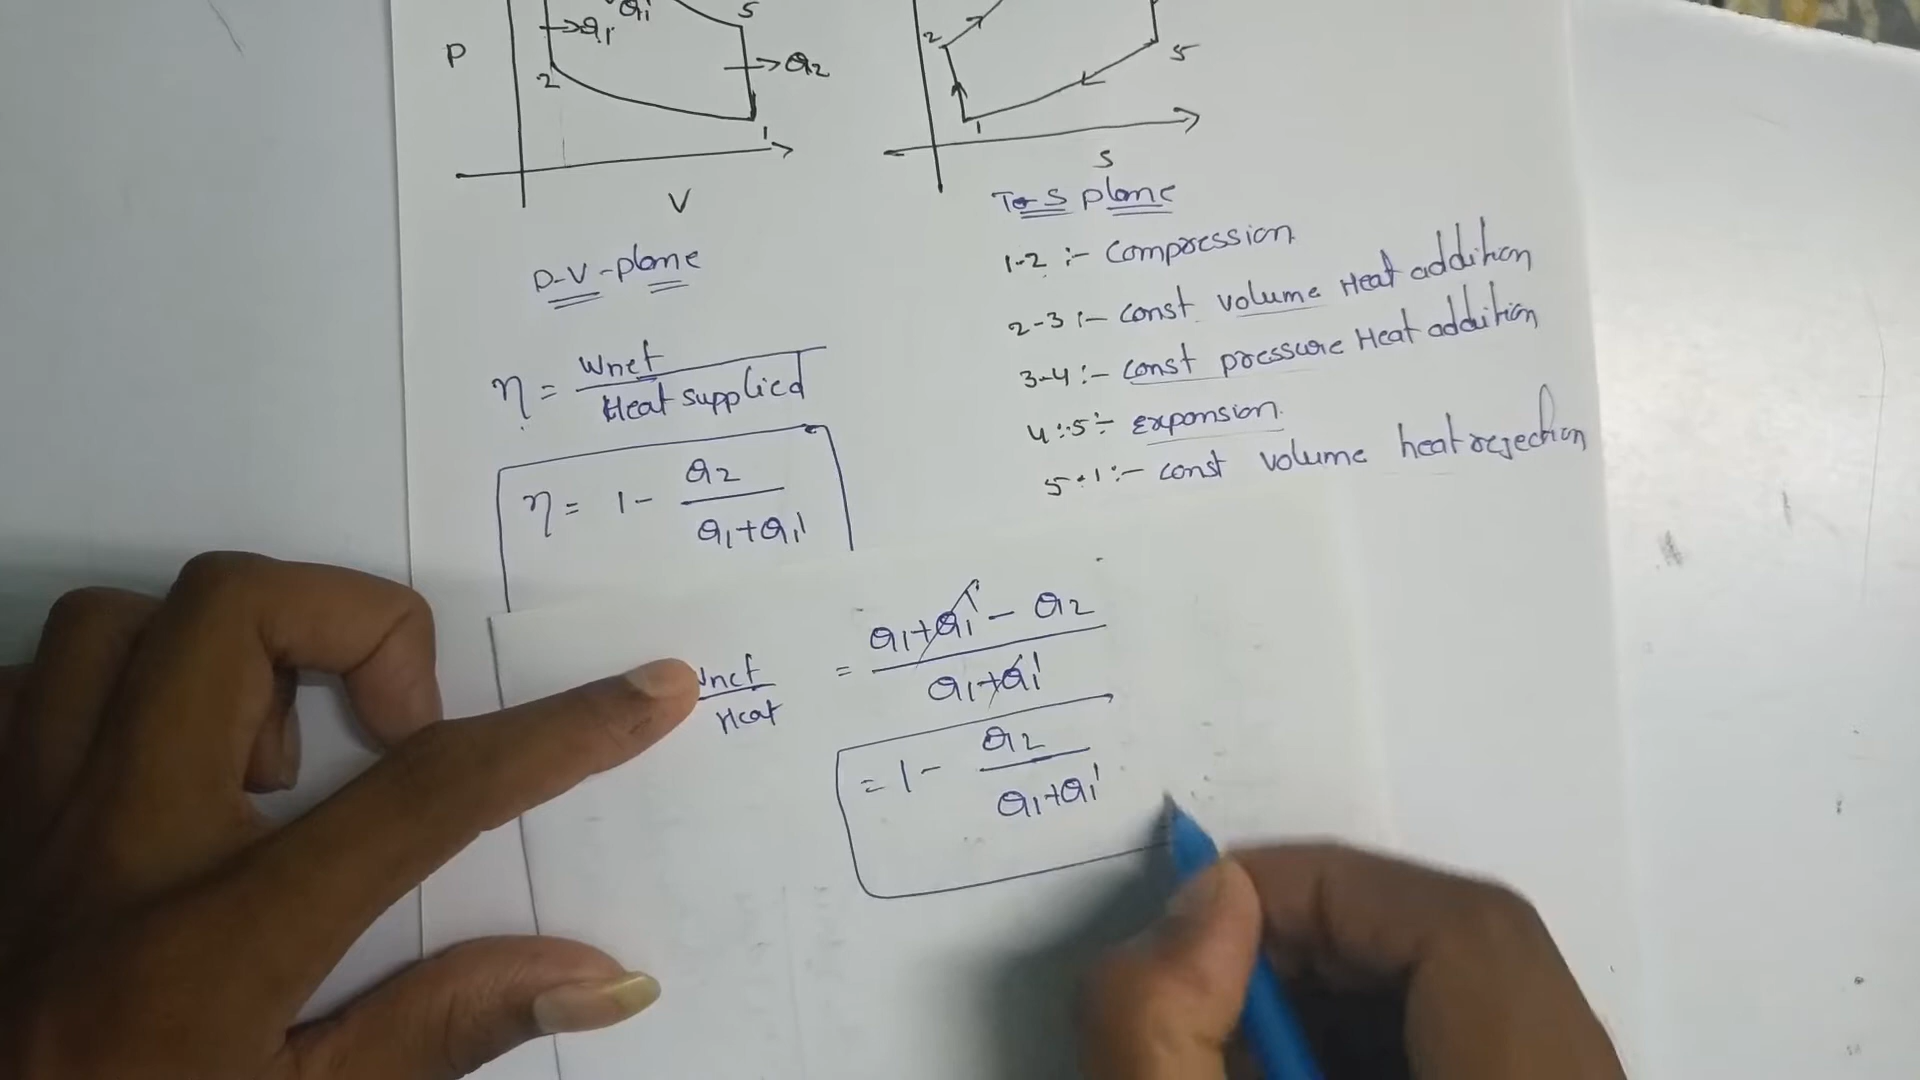 Q1'
→Q1
5
P
2
→Q2
1
V
P-V-plane
2
5
1
S
T-S plane
1-2 :- Compression
2-3 :- const volume Heat addition
3-4 :- const pressure Heat addition
4-5 :- expansion
5-1 :- const volume heat rejection
η = Wnet / Heat supplied
η = 1 - Q2 / Q1+Q1'
Wnet / Heat = Q1+Q1' - Q2 / Q1+Q1'
= 1 - Q2 / Q1+Q1'